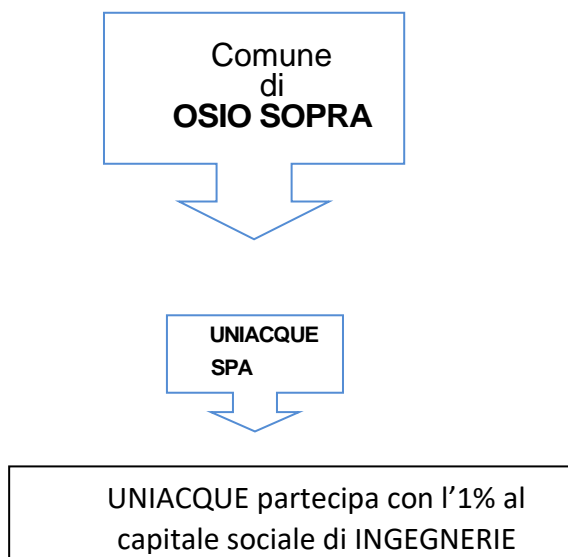 Comune
di
OSIO SOPRA
UNIACQUE
SPA
UNIACQUE partecipa con l’1% al
capitale sociale di INGEGNERIE